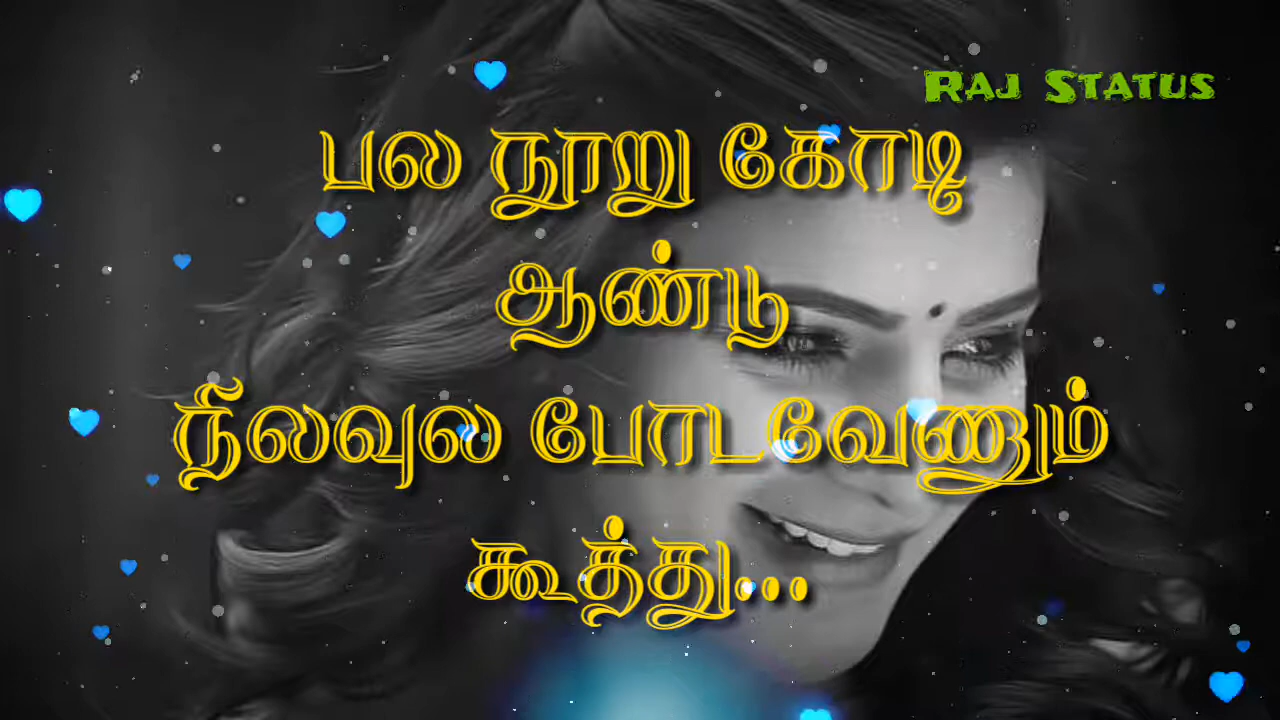 RAJ STATUS
பல நூறு கோடி
ஆண்டு
நிலவுல போடவேணும்
கூத்து...